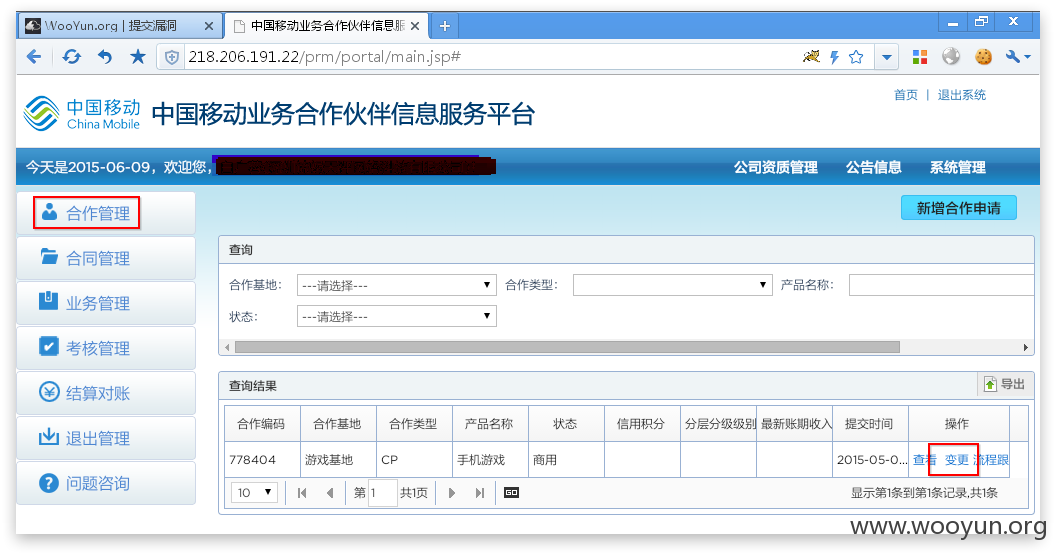 WooYun.org | 提交漏洞
中国移动业务合作伙伴信息服
218.206.191.22/prm/portal/main.jsp#
首页 | 退出系统
中国移动
China Mobile
中国移动业务合作伙伴信息服务平台
今天是2015-06-09，欢迎您，
公司资质管理 公告信息 系统管理
合作管理
合同管理
业务管理
考核管理
结算对账
退出管理
问题咨询
新增合作申请
查询
合作基地： ---请选择--- 合作类型： 产品名称：
状态： ---请选择---
查询结果 导出
合作编码 合作基地 合作类型 产品名称 状态 信用积分 分层分级级别 最新账期收入 提交时间 操作
778404 游戏基地 CP 手机游戏 商用 2015-05-0... 查看 变更 流程跟
10 第 1 共1页 GO 显示第1条到第1条记录,共1条
www.wooyun.org